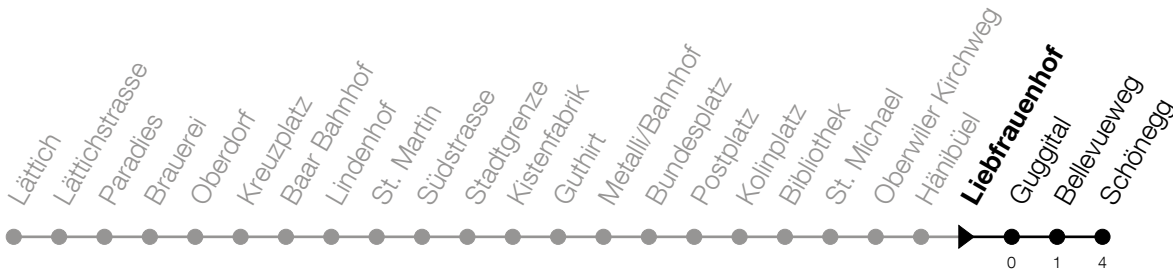 Lättich
Lättichstrasse
Paradies
Brauerei
Oberdorf
Kreuzplatz
Baar Bahnhof
Lindenhof
St. Martin
Südstrasse
Stadtgrenze
Kistenfabrik
Guthirt
Metalli/Bahnhof
Bundesplatz
Postplatz
Kolinplatz
Bibliothek
St. Michael
Oberwiler Kirchweg
Hänibüel
Liebfrauenhof
Guggital
Bellevueweg
Schönegg
0
1
4